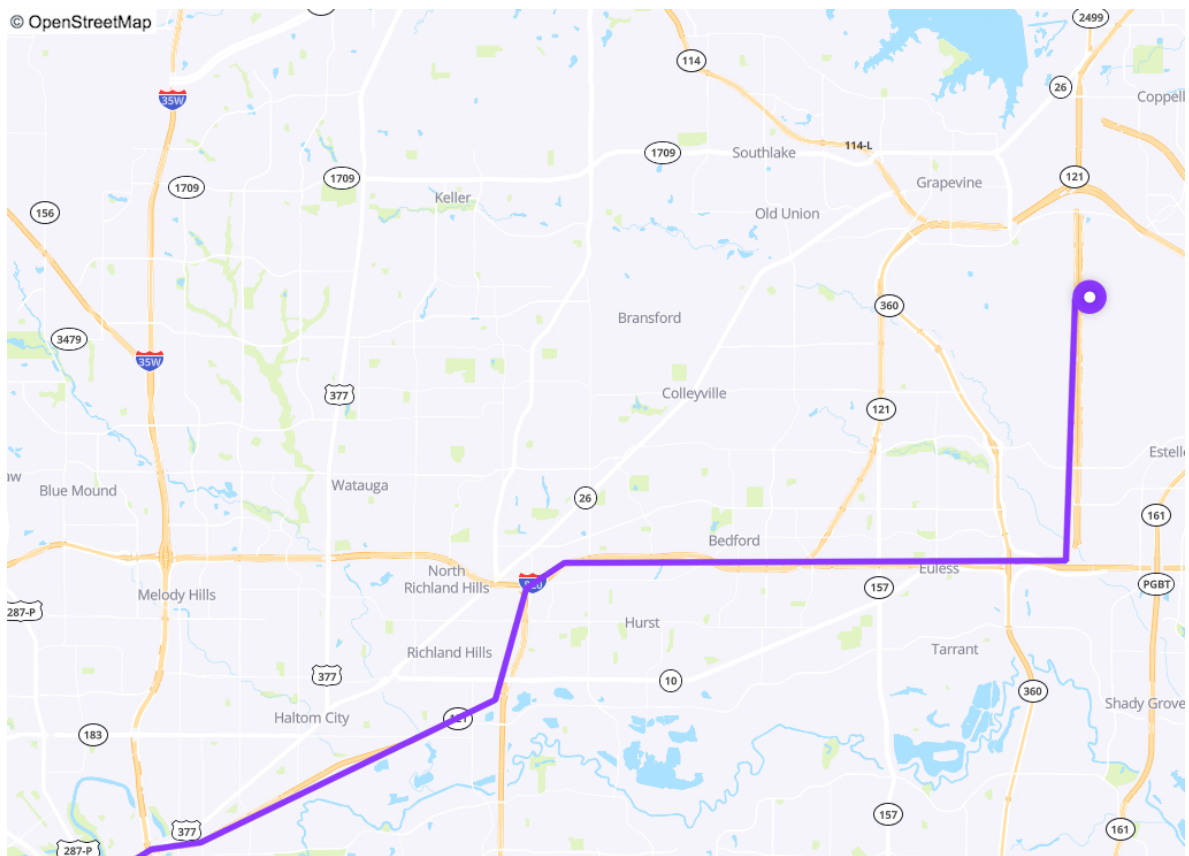 © OpenStreetMap
2499
114
26
Coppell
35W
114-L
1709
Southlake
1709
121
1709
Keller
Grapevine
156
Old Union
360
Bransford
3479
35W
377
Colleyville
121
Estelle
aw
Blue Mound
Watauga
26
161
Bedford
North
Richland Hills
Euless
Melody Hills
157
PGBT
287-P
Hurst
Richland Hills
Tarrant
377
10
360
Haltom City
Shady Grove
183
157
377
161
287-P